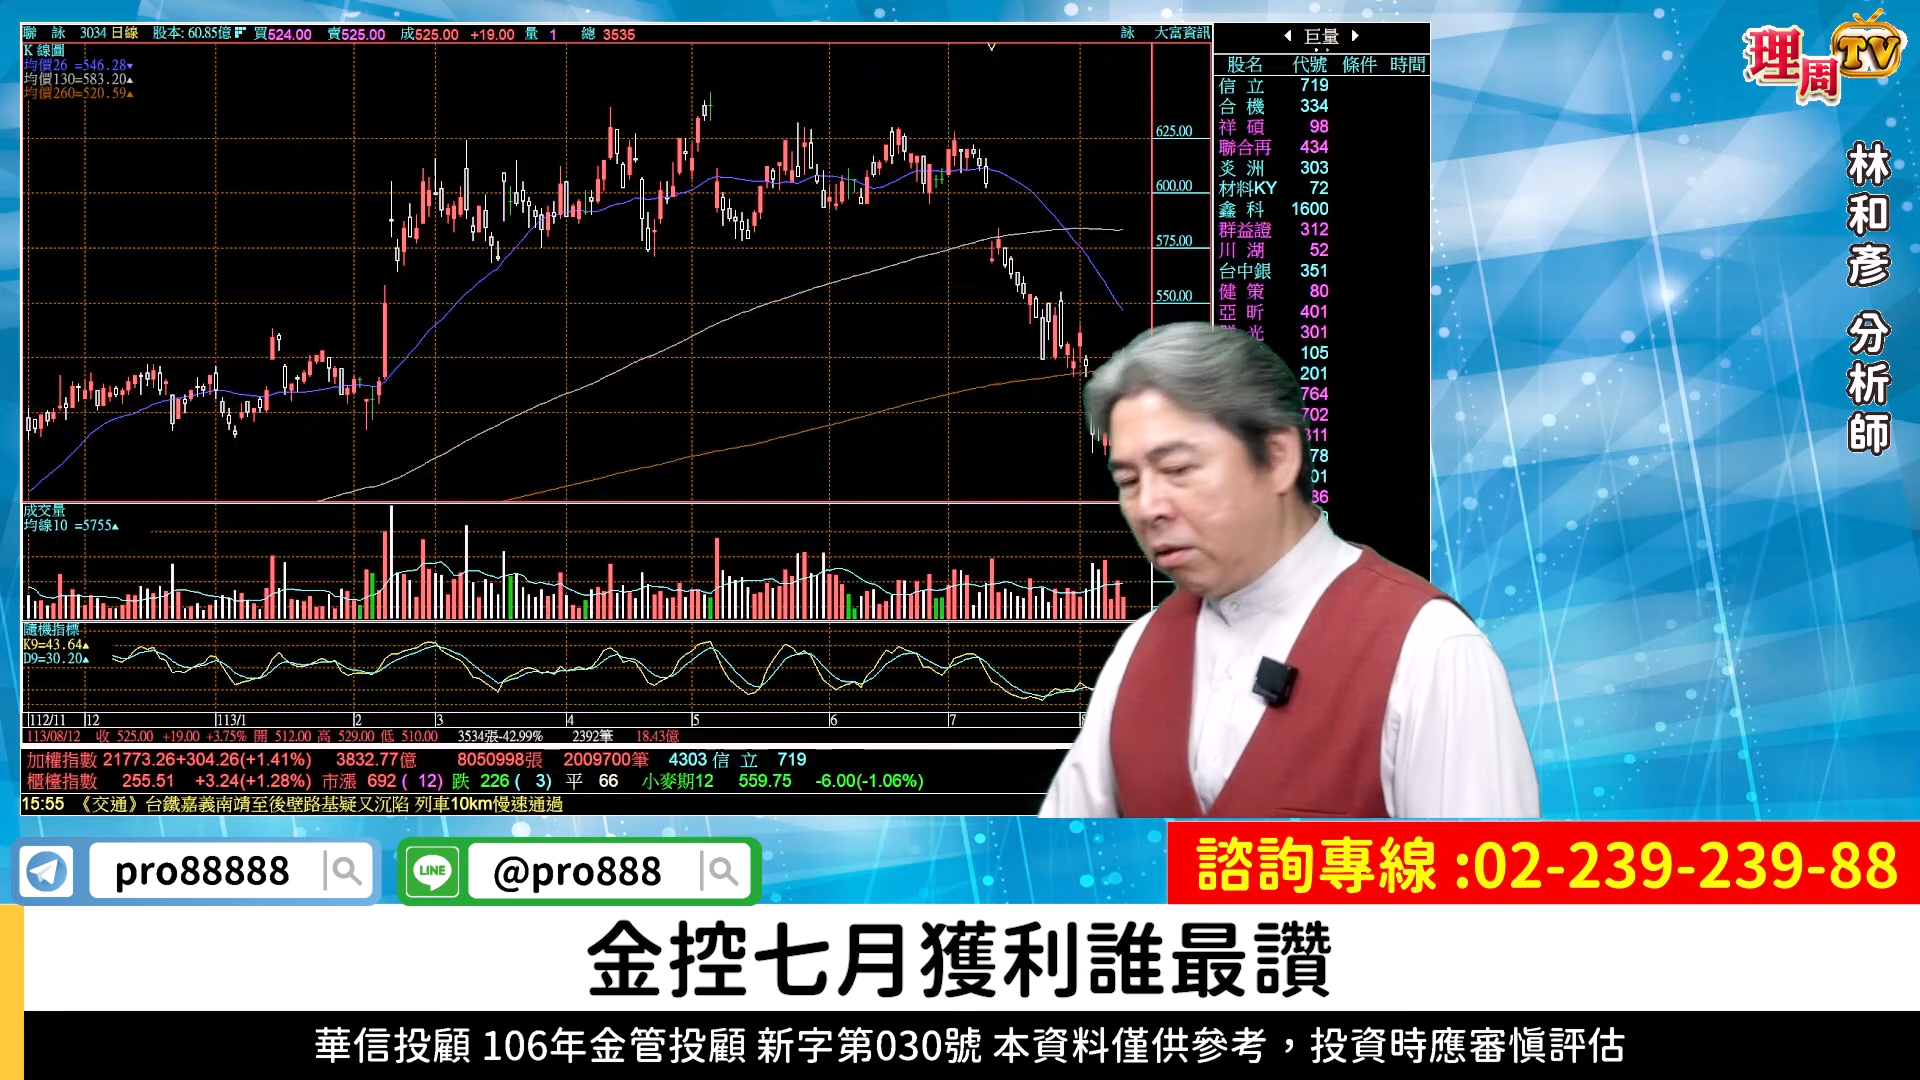 聯 詠 3034 日線 股本: 60.85億 買524.00 賣525.00 成525.00 +19.00 量 1 總 3535 詠 大富資訊
K 線圖
均價26 =546.28▾
均價130=583.20▴
均價260=520.59▴
625.00
600.00
575.00
550.00
成交量
均線10 =5755▴
隨機指標
K9=43.64▴
D9=30.20▴
112/11 12 113/1 2 3 4 5 6 7 8
113/08/12 收 525.00 +19.00 +3.75% 開 512.00 高 529.00 低 510.00 3534張-42.99% 2392筆 18.43億
加權指數 21773.26+304.26(+1.41%) 3832.77億 8050998張 2009700筆 4303 信 立 719
櫃檯指數 255.51 +3.24(+1.28%) 市漲 692 ( 12) 跌 226 ( 3) 平 66 小麥期12 559.75 -6.00(-1.06%)
15:55 《交通》台鐵嘉義南靖至後壁路基疑又沉陷 列車10km慢速通過
巨量
股名 代號 條件 時間
信 立 719
合 機 334
祥 碩 98
聯合再 434
炎 洲 303
材料KY 72
鑫 科 1600
群益證 312
川 湖 52
台中銀 351
健 策 80
亞 昕 401
光 301
105
201
764
702
311
78
01
36
理周TV
林和彥 分析師
pro88888
LINE
@pro888
諮詢專線 :02-239-239-88
金控七月獲利誰最讚
華信投顧 106年金管投顧 新字第030號 本資料僅供參考，投資時應審慎評估